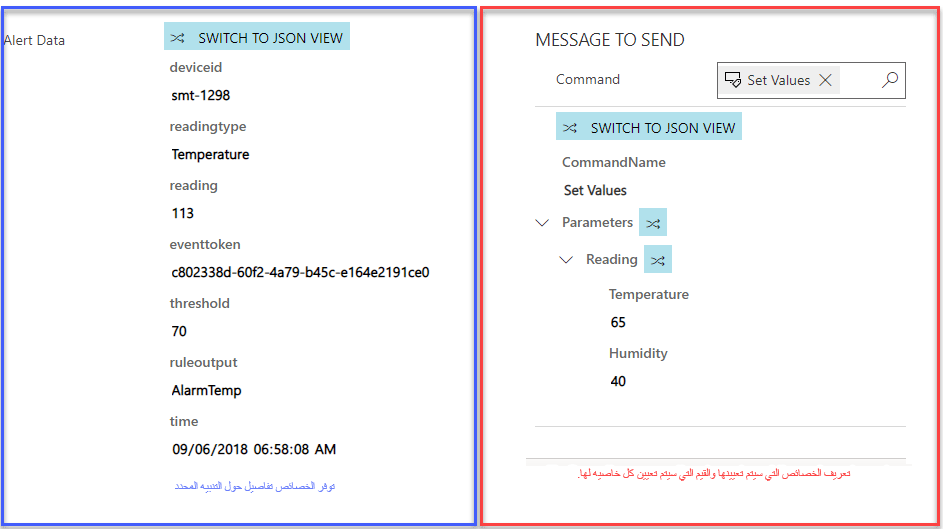 Alert Data
SWITCH TO JSON VIEW
deviceid
smt-1298
readingtype
Temperature
reading
113
eventtoken
c802338d-60f2-4a79-b45c-e164e2191ce0
threshold
70
ruleoutput
AlarmTemp
time
09/06/2018 06:58:08 AM
توفر الخصائص تفاصيل حول التنبيه المحدد
MESSAGE TO SEND
Command
Set Values
SWITCH TO JSON VIEW
CommandName
Set Values
Parameters
Reading
Temperature
65
Humidity
40
تعريف الخصائص التي سيتم تعيينها والقيم التي سيتم تعيين كل خاصيه لها.